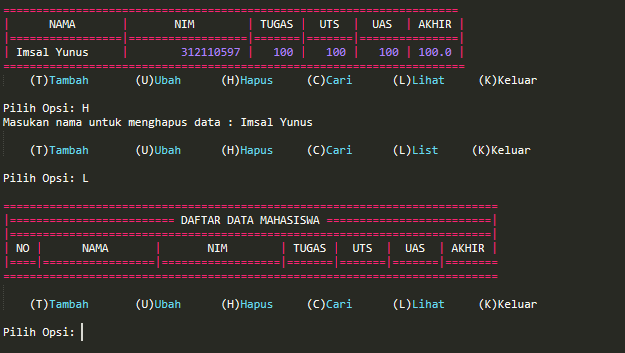 ==================================================================
|      NAMA       |       NIM        | TUGAS |  UTS  |  UAS  | AKHIR |
|=================|==================|=======|=======|===============|
| Imsal Yunus     |        312110597 |   100 |   100 |   100 | 100.0 |
===================================================================
(T)Tambah (U)Ubah (H)Hapus (C)Cari (L)Lihat (K)Keluar
Pilih Opsi: H
Masukan nama untuk menghapus data : Imsal Yunus
(T)Tambah (U)Ubah (H)Hapus (C)Cari (L)List (K)Keluar
Pilih Opsi: L
========================================================================
|======================== DAFTAR DATA MAHASISWA ========================|
|=======================================================================|
| NO |      NAMA       |       NIM        | TUGAS |  UTS  |  UAS  | AKHIR |
|====|=================|==================|=======|=======|=======|========
========================================================================
(T)Tambah (U)Ubah (H)Hapus (C)Cari (L)Lihat (K)Keluar
Pilih Opsi: